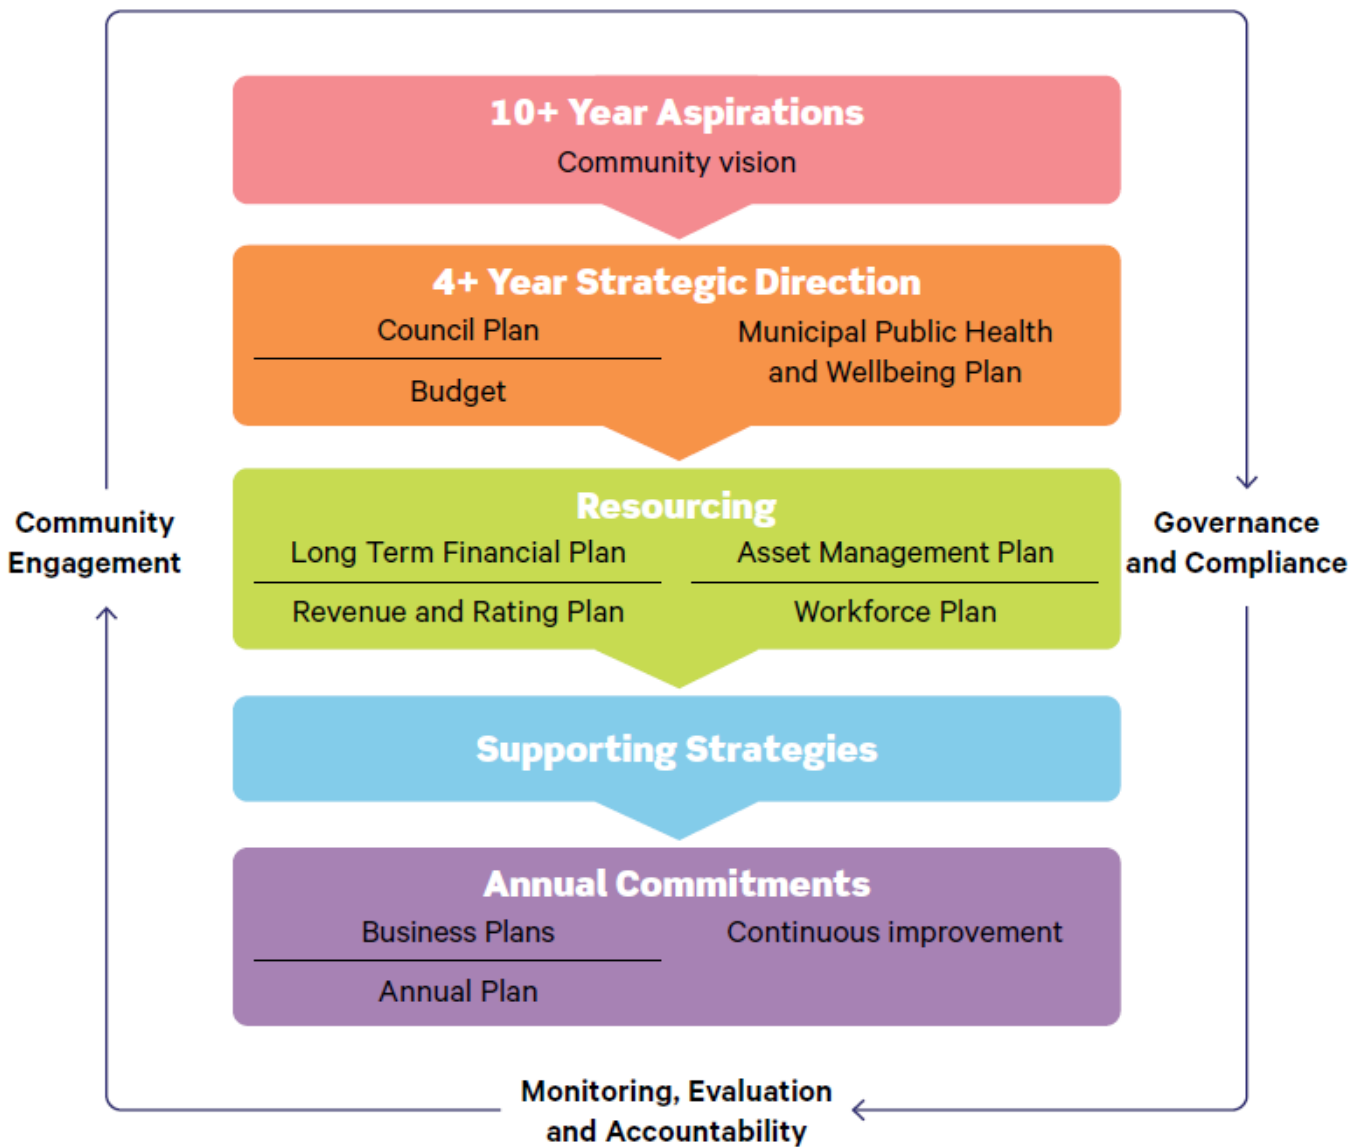 10+ Year Aspirations
Community vision
4+ Year Strategic Direction
Council Plan
Budget
Municipal Public Health
and Wellbeing Plan
Resourcing
Long Term Financial Plan
Revenue and Rating Plan
Asset Management Plan
Workforce Plan
Community
Engagement
Governance
and Compliance
Supporting Strategies
Annual Commitments
Business Plans
Annual Plan
Continuous improvement
Monitoring, Evaluation
and Accountability